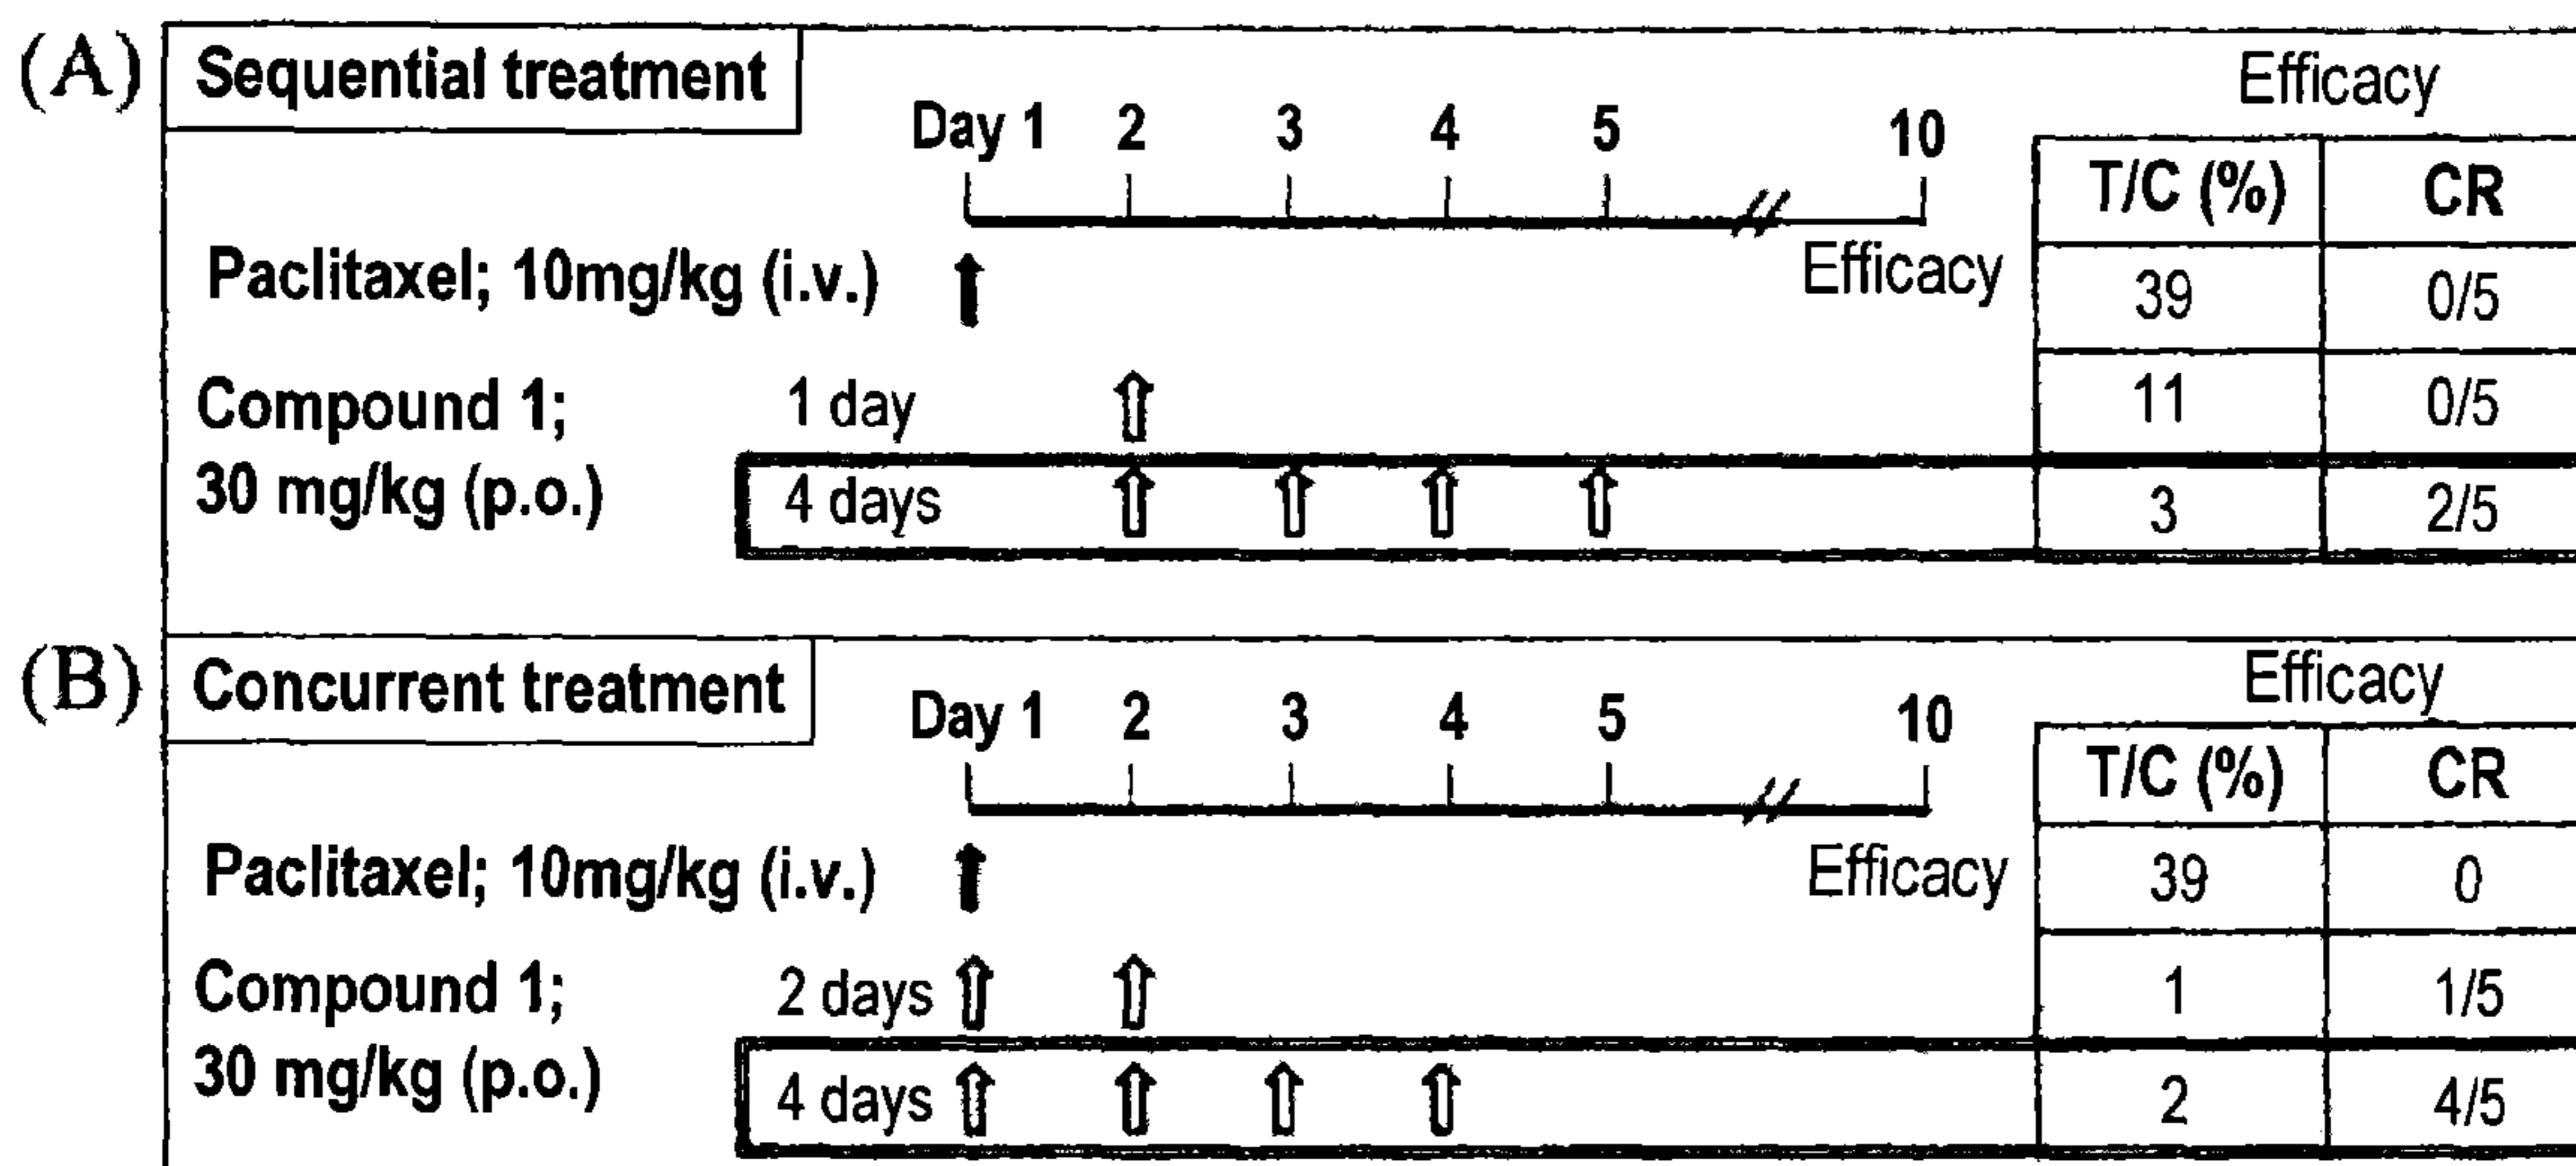 (A) Sequential treatment
Efficacy
Day 1 2 3 4 5 10
T/C (%) CR
Paclitaxel; 10mg/kg (i.v.) Efficacy 39 0/5
Compound 1; 1 day 11 0/5
30 mg/kg (p.o.) 4 days 3 2/5
(B) Concurrent treatment
Efficacy
Day 1 2 3 4 5 10
T/C (%) CR
Paclitaxel; 10mg/kg (i.v.) Efficacy 39 0
Compound 1; 2 days 1 1/5
30 mg/kg (p.o.) 4 days 2 4/5